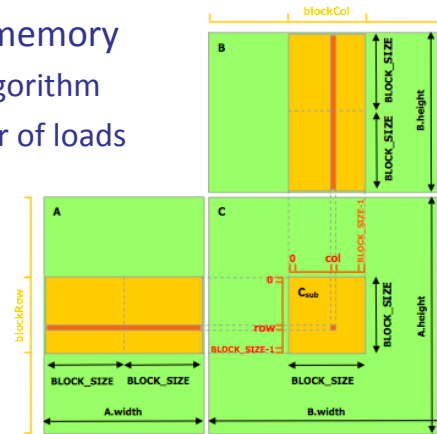 memory
gorithm
r of loads
blockCol
B
BLOCK_SIZE
BLOCK_SIZE
B.height
A
C
BLOCK_SIZE-1
0 col
blockRow
0
Csub
row
BLOCK_SIZE-1
BLOCK_SIZE
A.height
BLOCK_SIZE BLOCK_SIZE
BLOCK_SIZE
A.width
B.width